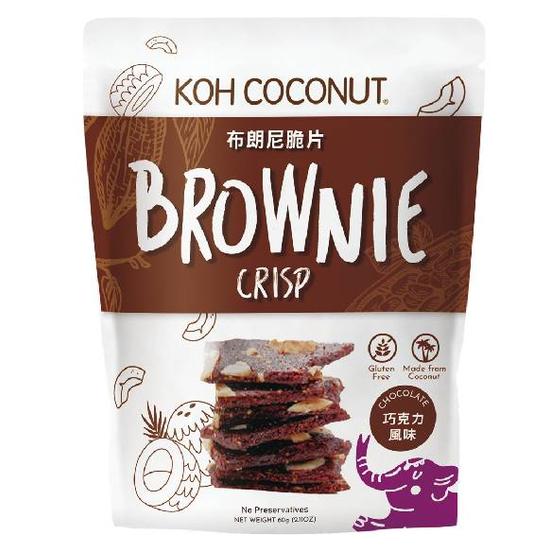 KOH COCONUT®
布朗尼脆片
BROWNIE
CRISP
Gluten
Free
Made from
Coconut
CHOCOLATE
巧克力
風味
No Preservatives
NET WEIGHT 60g (2.11OZ)